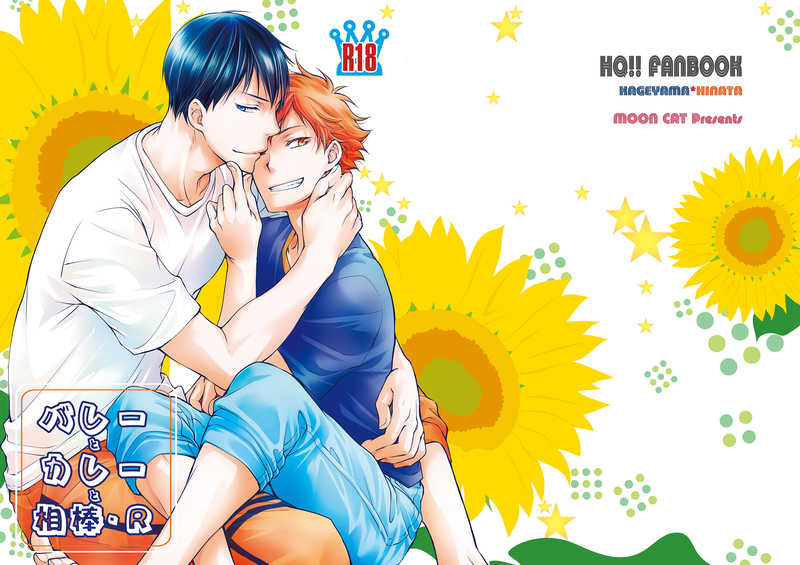 R18
HQ!! FANBOOK
KAGEYAMA*HINATA
MOON CAT Presents
バレー
と
カレー
と
相棒・R